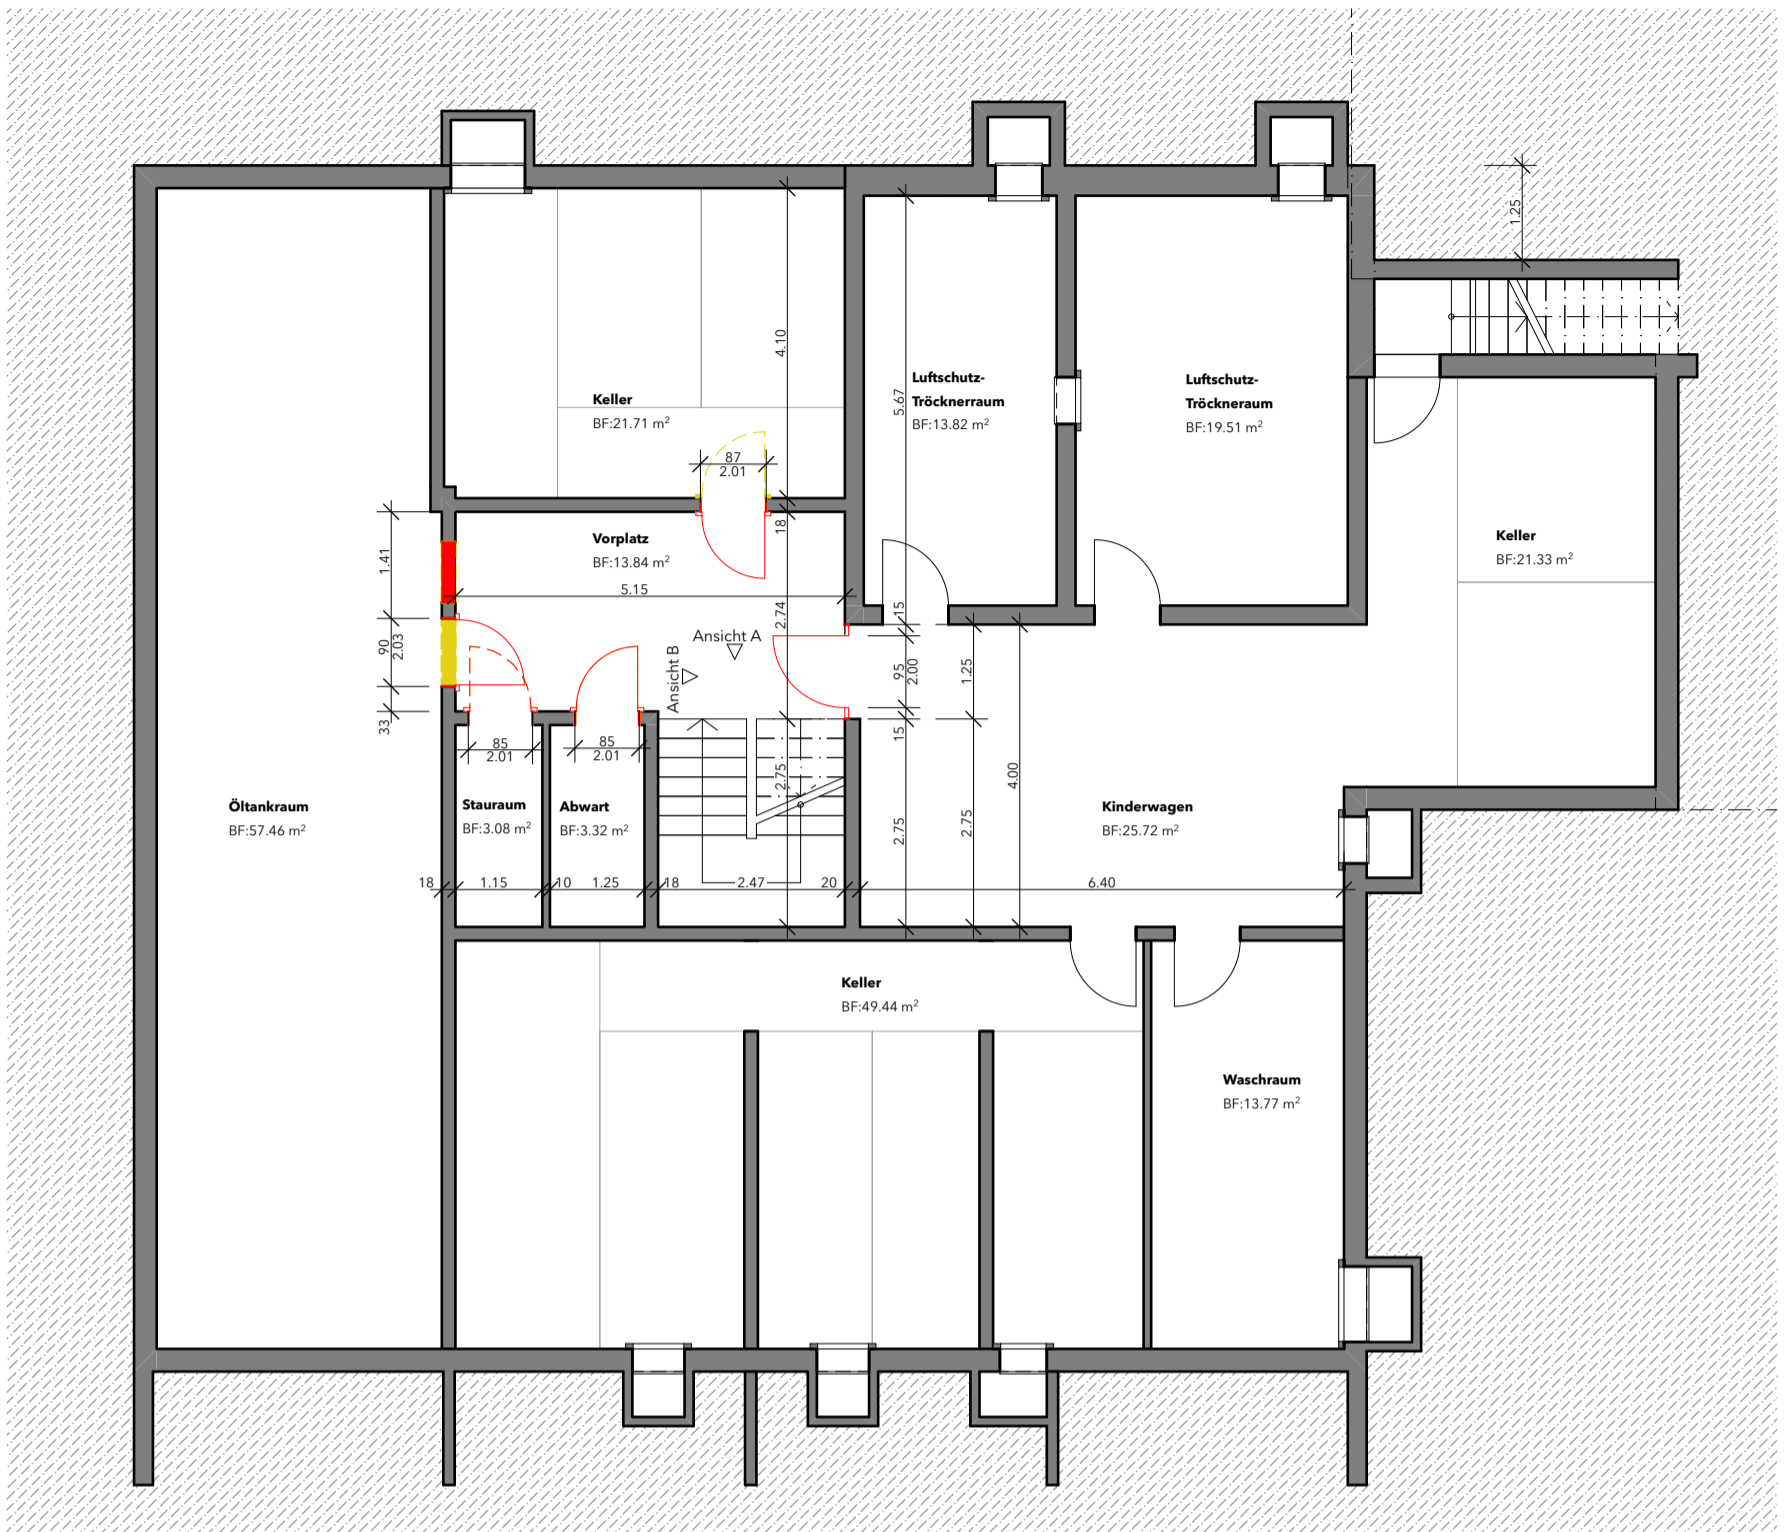 1.25
4.10
5.67
Luftschutz-
Tröcknerraum
BF:13.82 m²
Luftschutz-
Tröckneraum
BF:19.51 m²
Keller
BF:21.71 m²
87
2.01
18
Keller
BF:21.33 m²
Vorplatz
BF:13.84 m²
1.41
5.15
2.74
15
90
2.03
Ansicht A
Ansicht B
95
2.00
1.25
33
15
85
2.01
85
2.01
2.75
4.00
Öltankraum
BF:57.46 m²
Stauraum
BF:3.08 m²
Abwart
BF:3.32 m²
2.75
2.75
Kinderwagen
BF:25.72 m²
18
1.15
10
1.25
18
2.47
20
6.40
Keller
BF:49.44 m²
Waschraum
BF:13.77 m²